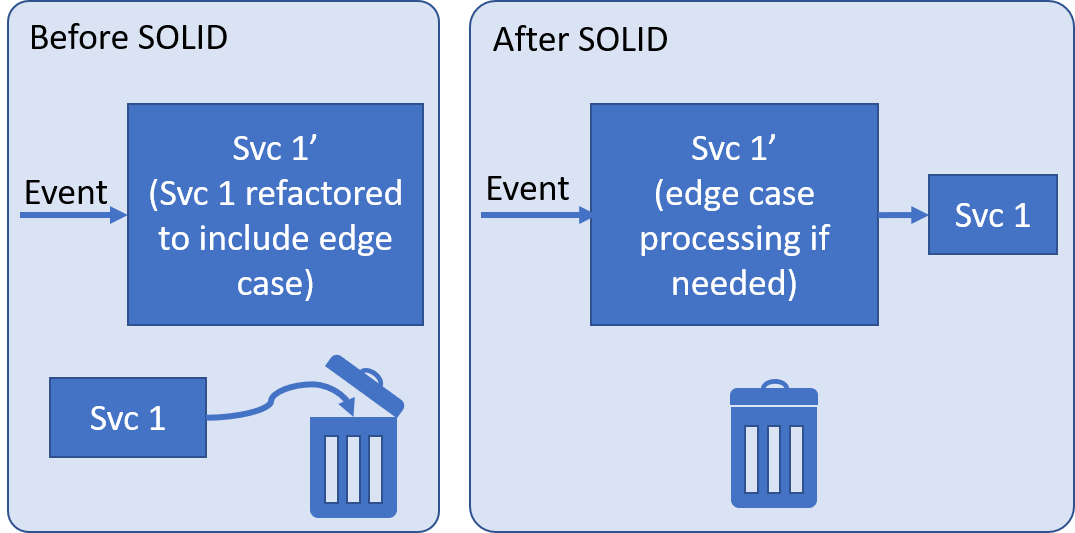 Before SOLID
Event
Svc 1’
(Svc 1 refactored
to include edge
case)
Svc 1
After SOLID
Event
Svc 1’
(edge case
processing if
needed)
Svc 1